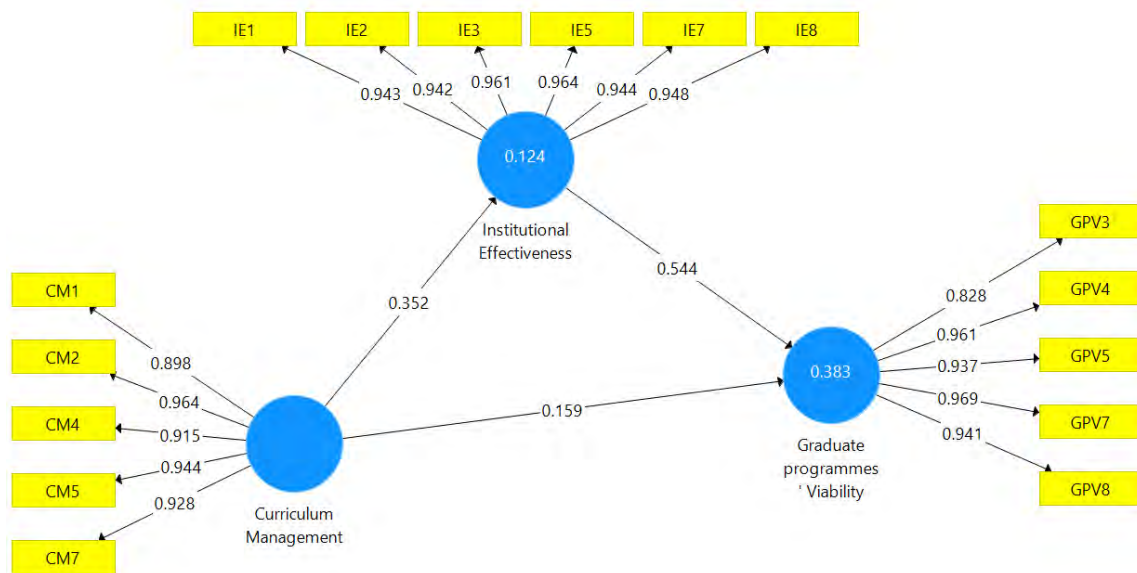 IE1
IE2
IE3
IE5
IE7
IE8
0.943
0.942
0.961
0.964
0.944
0.948
0.124
Institutional
Effectiveness
GPV3
GPV4
GPV5
GPV7
GPV8
0.544
0.828
0.961
0.937
0.969
0.941
0.383
Graduate
programmes
' Viability
CM1
CM2
CM4
CM5
CM7
0.352
0.898
0.964
0.915
0.944
0.928
0.159
Curriculum
Management